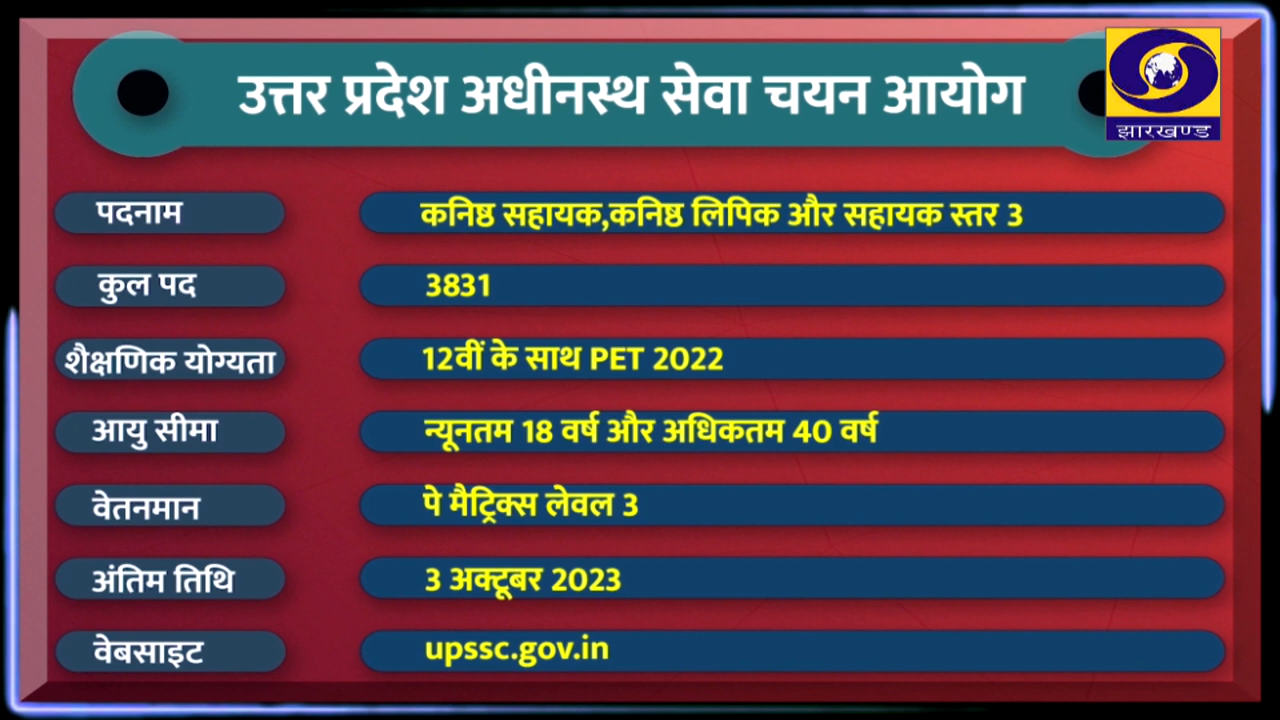 उत्तर प्रदेश अधीनस्थ सेवा चयन आयोग
झारखण्ड
पदनाम कनिष्ठ सहायक,कनिष्ठ लिपिक और सहायक स्तर 3
कुल पद 3831
शैक्षणिक योग्यता 12वीं के साथ PET 2022
आयु सीमा न्यूनतम 18 वर्ष और अधिकतम 40 वर्ष
वेतनमान पे मैट्रिक्स लेवल 3
अंतिम तिथि 3 अक्टूबर 2023
वेबसाइट upssc.gov.in